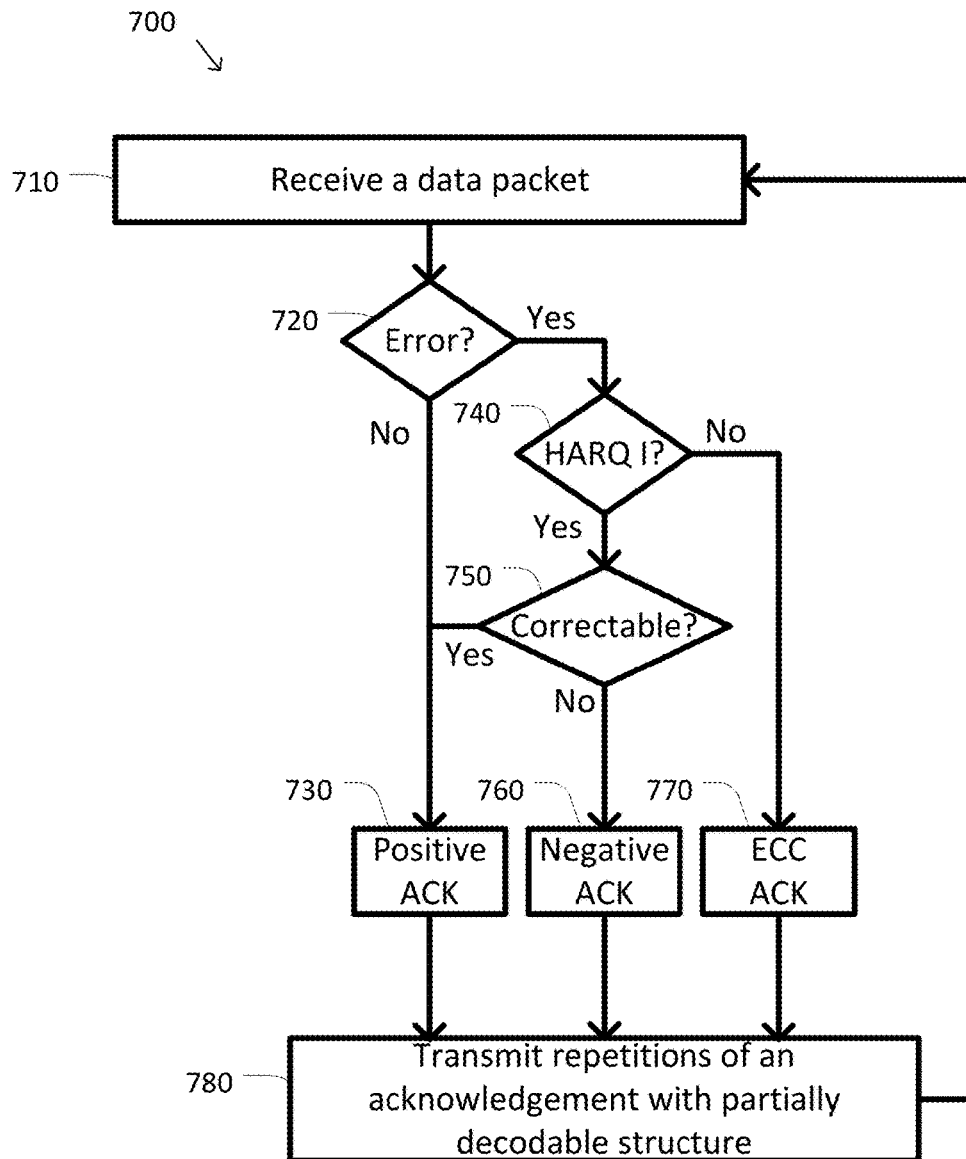 700
710
Receive a data packet
720
Error?
Yes
No
740
HARQ I?
No
Yes
750
Correctable?
Yes
No
730
760
770
Positive
ACK
Negative
ACK
ECC
ACK
780
Transmit repetitions of an
acknowledgement with partially
decodable structure